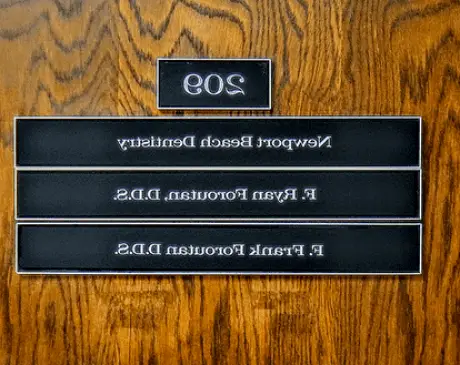 209
Newport Beach Dentistry
F. Ryan Foroutan, D.D.S.
F. Frank Foroutan D.D.S.